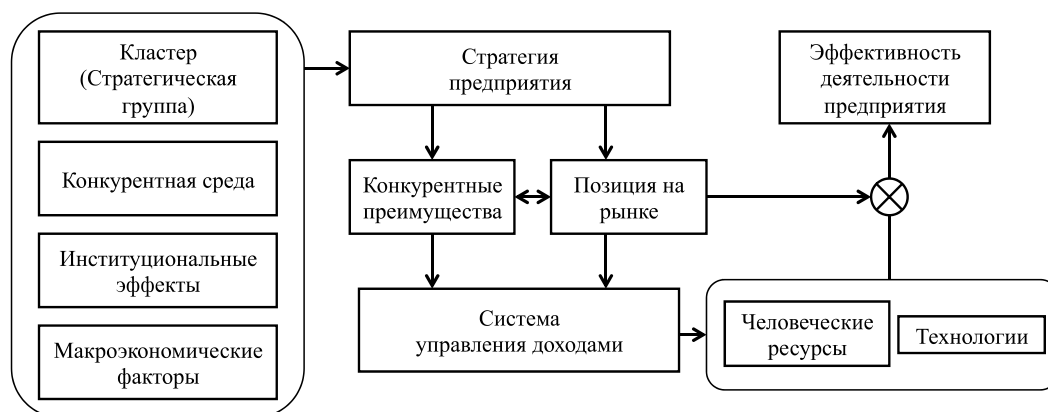 Кластер
(Стратегическая
группа)
Конкурентная среда
Институциональные
эффекты
Макроэкономические
факторы
Стратегия
предприятия
Конкурентные
преимущества
Позиция на
рынке
Система
управления доходами
Эффективность
деятельности
предприятия
Человеческие
ресурсы
Технологии